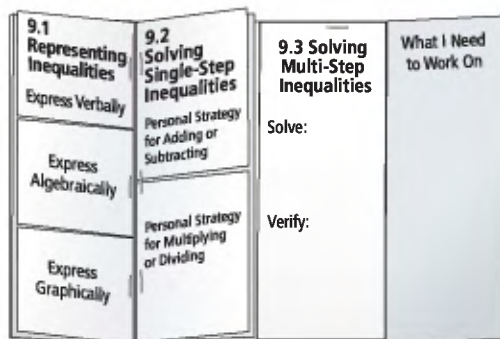 9.1
Representing
Inequalities
Express Verbally
Express
Algebraically
Express
Graphically
9.2
Solving
Single-Step
Inequalities
Personal Strategy
for Adding or
Subtracting
Personal Strategy
for Multiplying
or Dividing
9.3 Solving
Multi-Step
Inequalities
Solve:
Verify:
What I Need
to Work On